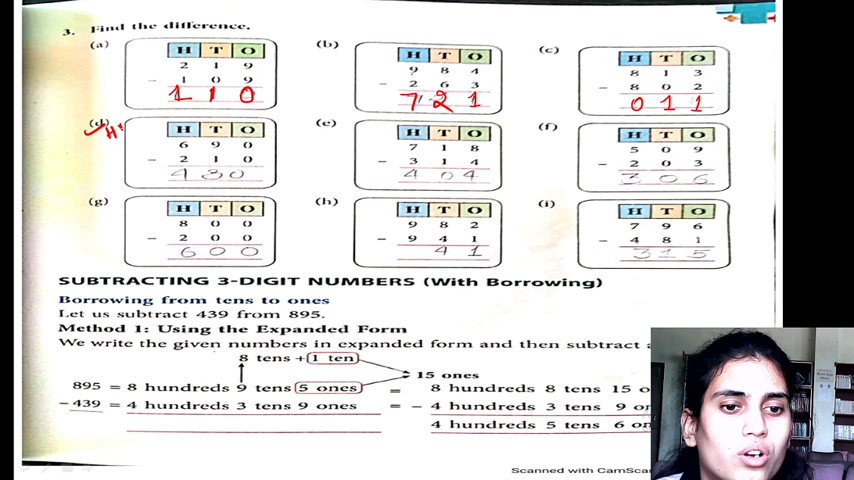 3. Find the difference.
(a) (b) (c)
H T O H T O H T O
2 1 9 9 8 4 8 1 3
- 1 0 9 - 2 6 3 - 8 0 2
1 1 0 7 2 1 0 1 1
(d) H (e) (f)
H T O H T O H T O
6 9 0 7 1 8 5 0 9
- 2 1 0 - 3 1 4 - 2 0 3
4 3 0 4 0 4 3 0 6
(g) (h) (i)
H T O H T O H T O
8 0 0 9 8 2 7 9 6
- 2 0 0 - 9 4 1 - 4 8 1
6 0 0 4 1 3 1 5
SUBTRACTING 3-DIGIT NUMBERS (With Borrowing)
Borrowing from tens to ones
Let us subtract 439 from 895.
Method 1: Using the Expanded Form
We write the given numbers in expanded form and then subtract
8 tens + 1 ten
15 ones
895 = 8 hundreds 9 tens 5 ones = 8 hundreds 8 tens 15
-439 = 4 hundreds 3 tens 9 ones = - 4 hundreds 3 tens 9
4 hundreds 5 tens 6
Scanned with